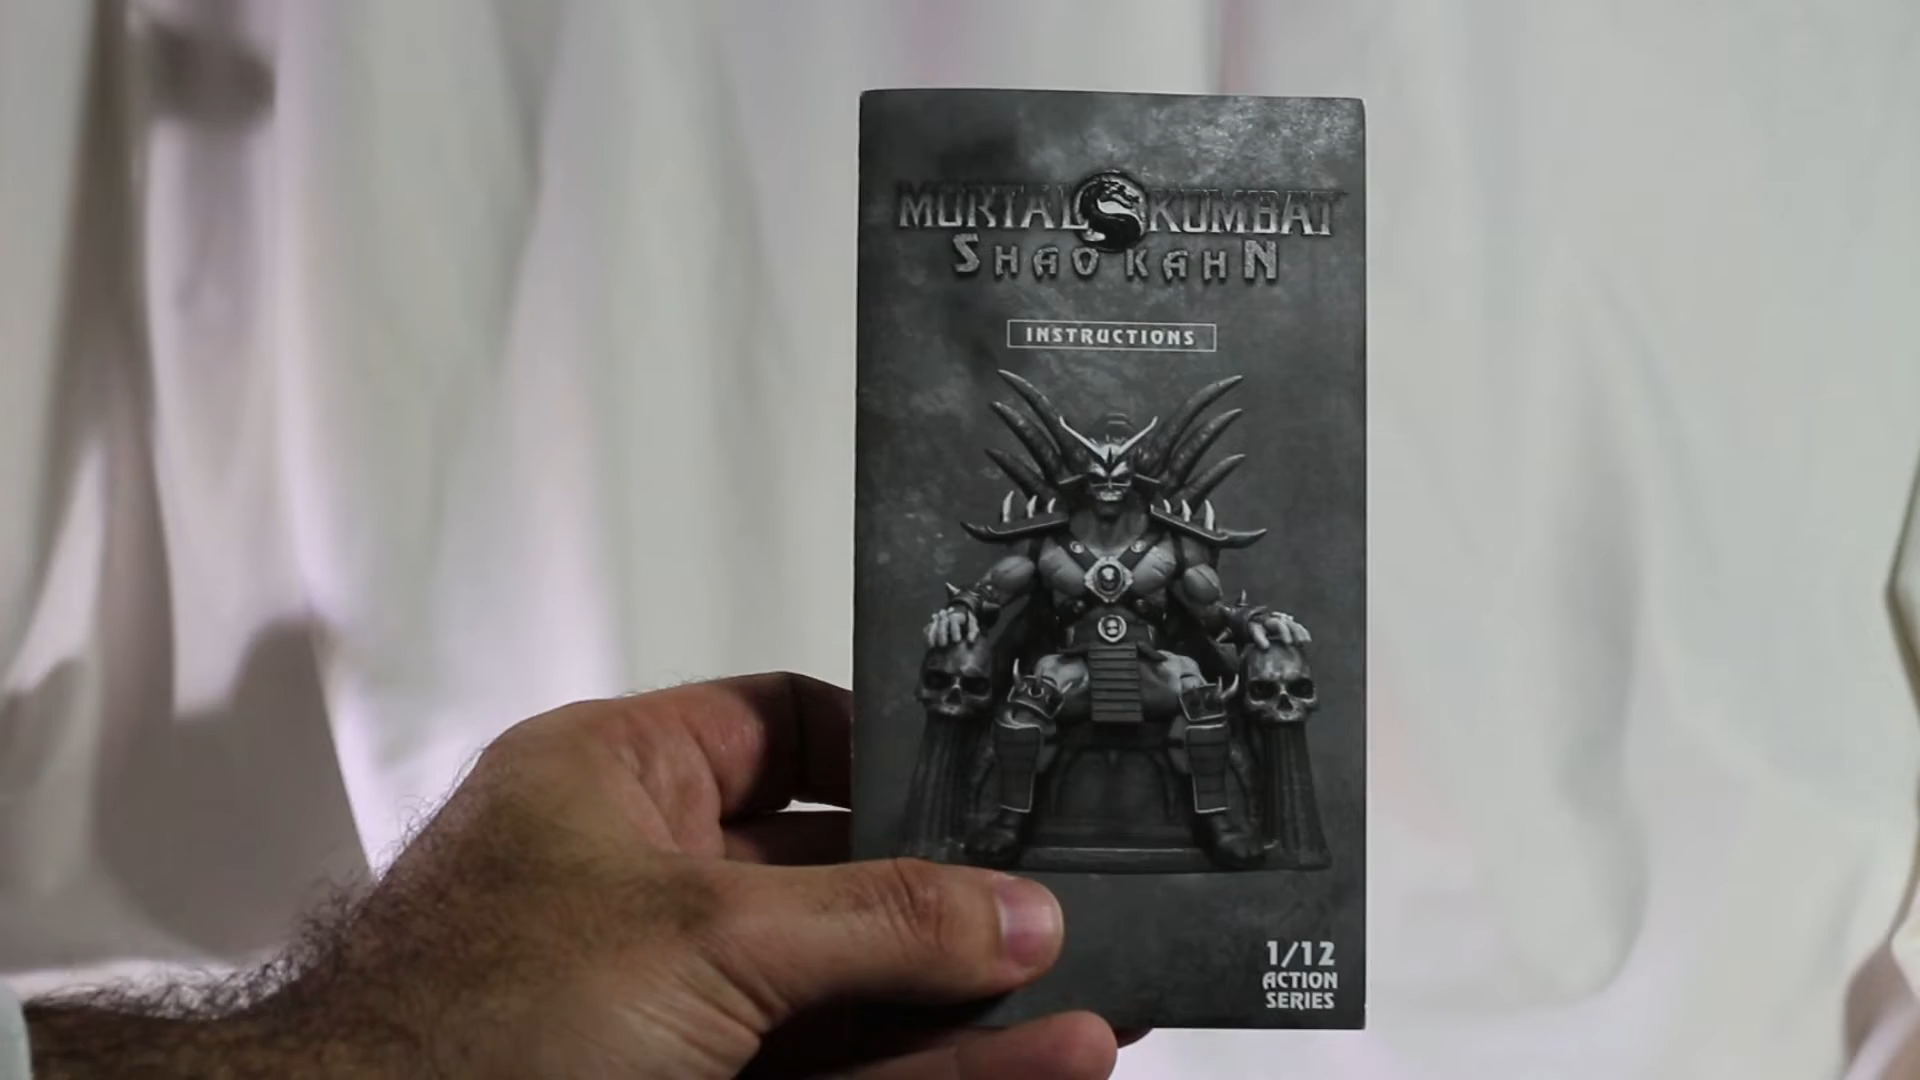 MORTAL KOMBAT
SHAO KAHN
INSTRUCTIONS
1/12
ACTION
SERIES